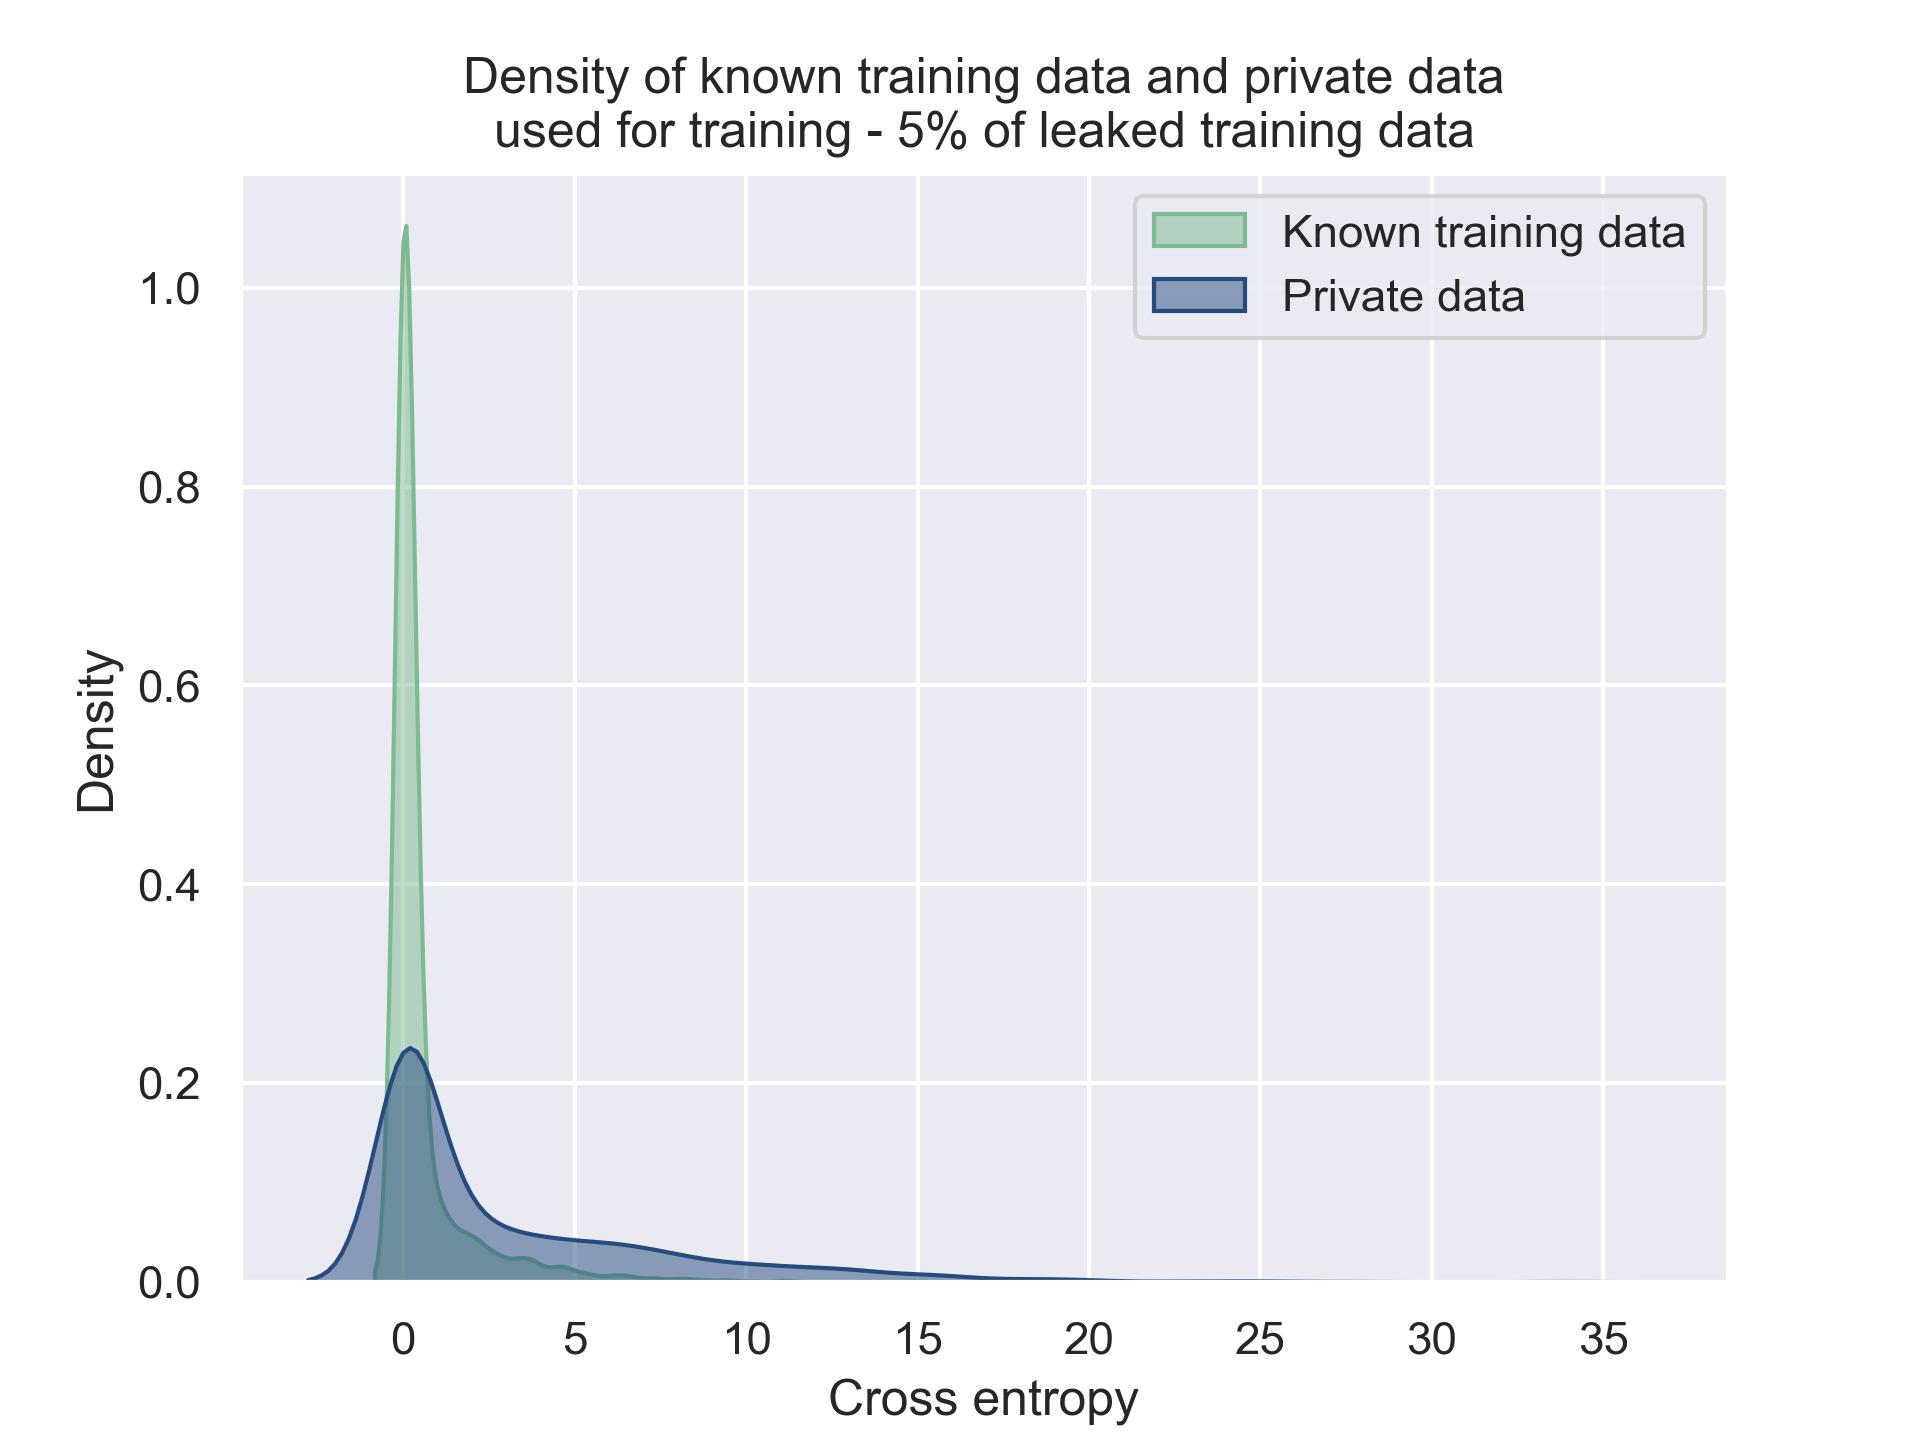 Density of known training data and private data
used for training - 5% of leaked training data
Known training data
Private data
1.0
0.8
0.6
0.4
0.2
0.0
Density
0 5 10 15 20 25 30 35
Cross entropy